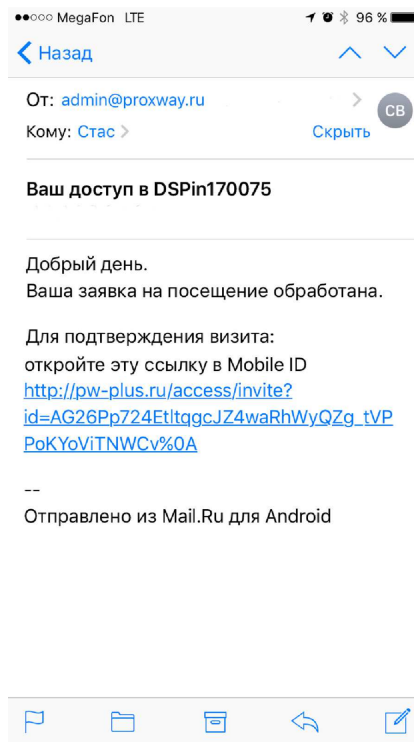 MegaFon LTE 96 %
Назад
От: admin@proxway.ru
СВ
Кому: Стас Скрыть
Ваш доступ в DSPin170075
Добрый день.
Ваша заявка на посещение обработана.
Для подтверждения визита:
откройте эту ссылку в Mobile ID
http://pw-plus.ru/access/invite?
id=AG26Pp724EtltqgcJZ4waRhWyQZg_tVP
PoKYoViTNWCv%0A
--
Отправлено из Mail.Ru для Android